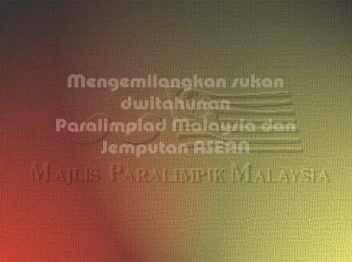 Mengemilangkan sukan
dwitahunan
Paralimpiad Malaysia dan
Jemputan ASEAN
MAJLIS PARALIMPIK MALAYSIA